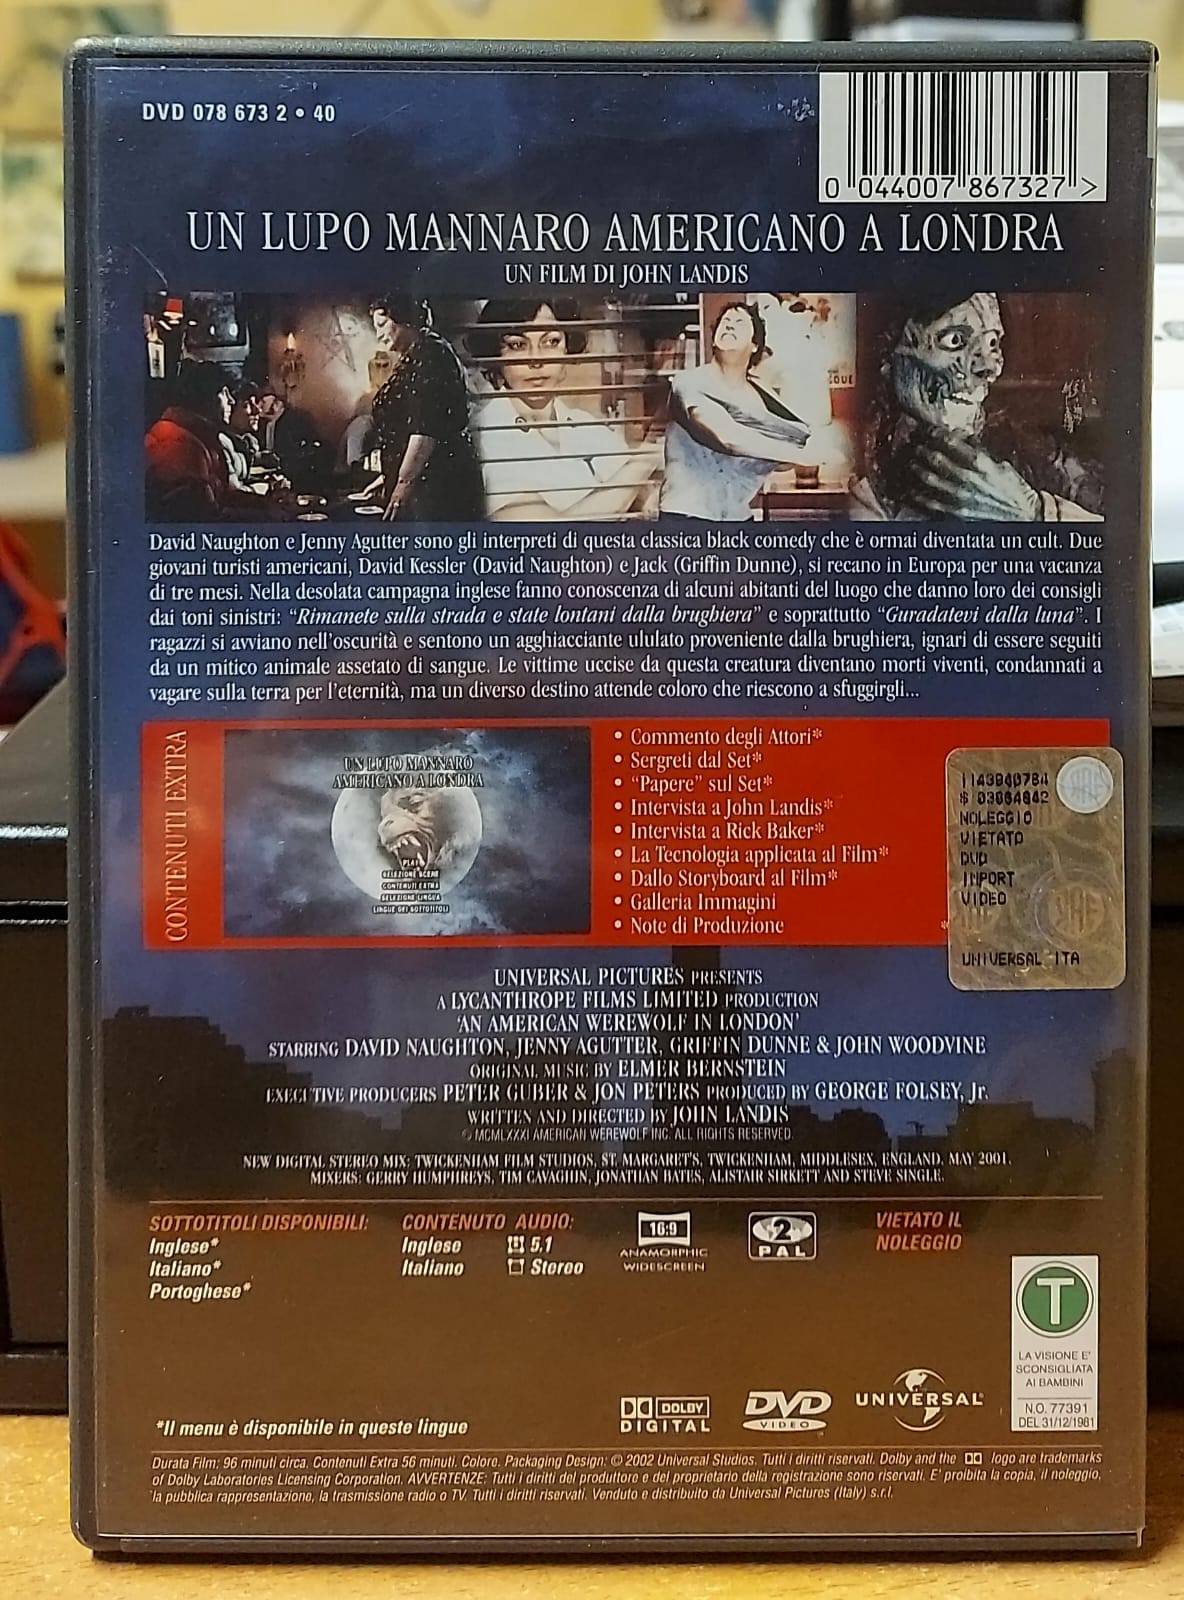 DVD 078 673 2 • 40
0 044007 867327 >
UN LUPO MANNARO AMERICANO A LONDRA
UN FILM DI JOHN LANDIS
David Naughton e Jenny Agutter sono gli interpreti di questa classica black comedy che è ormai diventata un cult. Due
giovani turisti americani, David Kessler (David Naughton) e Jack (Griffin Dunne), si recano in Europa per una vacanza
di tre mesi. Nella desolata campagna inglese fanno conoscenza di alcuni abitanti del luogo che danno loro dei consigli
dai toni sinistri: “Rimanete sulla strada e state lontani dalla brughiera” e soprattutto “Guradatevi dalla luna”. I
ragazzi si avviano nell’oscurità e sentono un agghiacciante ululato proveniente dalla brughiera, ignari di essere seguiti
da un mitico animale assetato di sangue. Le vittime uccise da questa creatura diventano morti viventi, condannati a
vagare sulla terra per l’eternità, ma un diverso destino attende coloro che riescono a sfuggirgli...
CONTENUTI EXTRA
UN LUPO MANNARO
AMERICANO A LONDRA
PLAY
SELEZIONE SCENE
CONTENUTI EXTRA
SELEZIONE LINGUA
LINGUE DEI SOTTOTITOLI
• Commento degli Attori*
• Sergreti dal Set*
• “Papere” sul Set*
• Intervista a John Landis*
• Intervista a Rick Baker*
• La Tecnologia applicata al Film*
• Dallo Storyboard al Film*
• Galleria Immagini
• Note di Produzione
*
1143940784
$ 03064642
NOLEGGIO
VIETATO
DVD
IMPORT
VIDEO
UNIVERSAL ITA
UNIVERSAL PICTURES PRESENTS
A LYCANTHROPE FILMS LIMITED PRODUCTION
‘AN AMERICAN WEREWOLF IN LONDON’
STARRING DAVID NAUGHTON, JENNY AGUTTER, GRIFFIN DUNNE & JOHN WOODVINE
ORIGINAL MUSIC BY ELMER BERNSTEIN
EXECUTIVE PRODUCERS PETER GUBER & JON PETERS PRODUCED BY GEORGE FOLSEY, Jr.
WRITTEN AND DIRECTED BY JOHN LANDIS
© MCMLXXXI AMERICAN WEREWOLF INC. ALL RIGHTS RESERVED.
NEW DIGITAL STEREO MIX: TWICKENHAM FILM STUDIOS, ST. MARGARET'S, TWICKENHAM, MIDDLESEX, ENGLAND. MAY 2001.
MIXERS: GERRY HUMPHREYS, TIM CAVAGIN, JONATHAN BATES, ALISTAIR SIRKETT AND STEVE SINGLE.
SOTTOTITOLI DISPONIBILI:
Inglese*
Italiano*
Portoghese*
CONTENUTO AUDIO:
Inglese 5.1
Italiano Stereo
16:9
ANAMORPHIC
WIDESCREEN
2
PAL
VIETATO IL
NOLEGGIO
T
LA VISIONE E'
SCONSIGLIATA
AI BAMBINI
N.O. 77391
DEL 31/12/1981
*Il menu è disponibile in queste lingue
DOLBY
DIGITAL
DVD
VIDEO
UNIVERSAL
Durata Film: 96 minuti circa. Contenuti Extra 56 minuti. Colore. Packaging Design: © 2002 Universal Studios. Tutti i diritti riservati. Dolby and the logo are trademarks
of Dolby Laboratories Licensing Corporation. AVVERTENZE: Tutti i diritti del produttore e del proprietario della registrazione sono riservati. E' proibita la copia, il noleggio,
la pubblica rappresentazione, la trasmissione radio o TV. Tutti i diritti riservati. Venduto e distribuito da Universal Pictures (Italy) s.r.l.